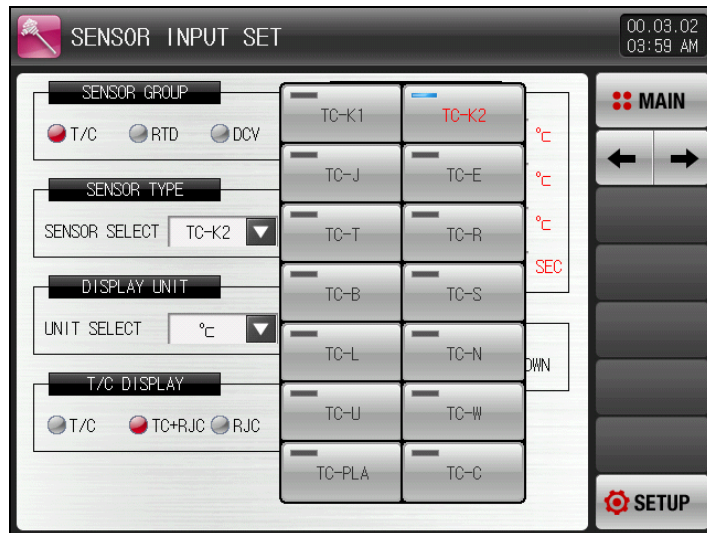 SENSOR INPUT SET
00.03.02
03:59 AM
SENSOR GROUP
T/C RTD DCV
SENSOR TYPE
SENSOR SELECT TC-K2
DISPLAY UNIT
UNIT SELECT ℃
T/C DISPLAY
T/C TC+RJC RJC
TC-K1 TC-K2
TC-J TC-E
TC-T TC-R
TC-B TC-S
TC-L TC-N
TC-U TC-W
TC-PLA TC-C
℃
℃
℃
SEC
MAIN
SETUP